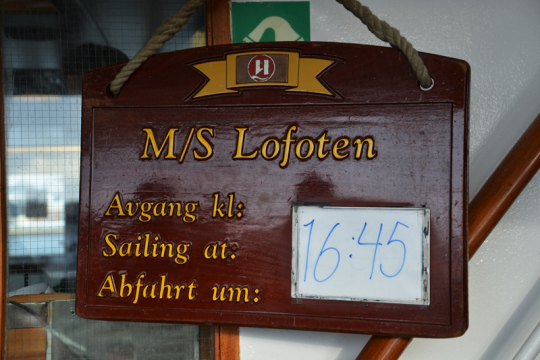 M/S Lofoten
Avgang kl:
Sailing at:
Abfahrt um:
16:45